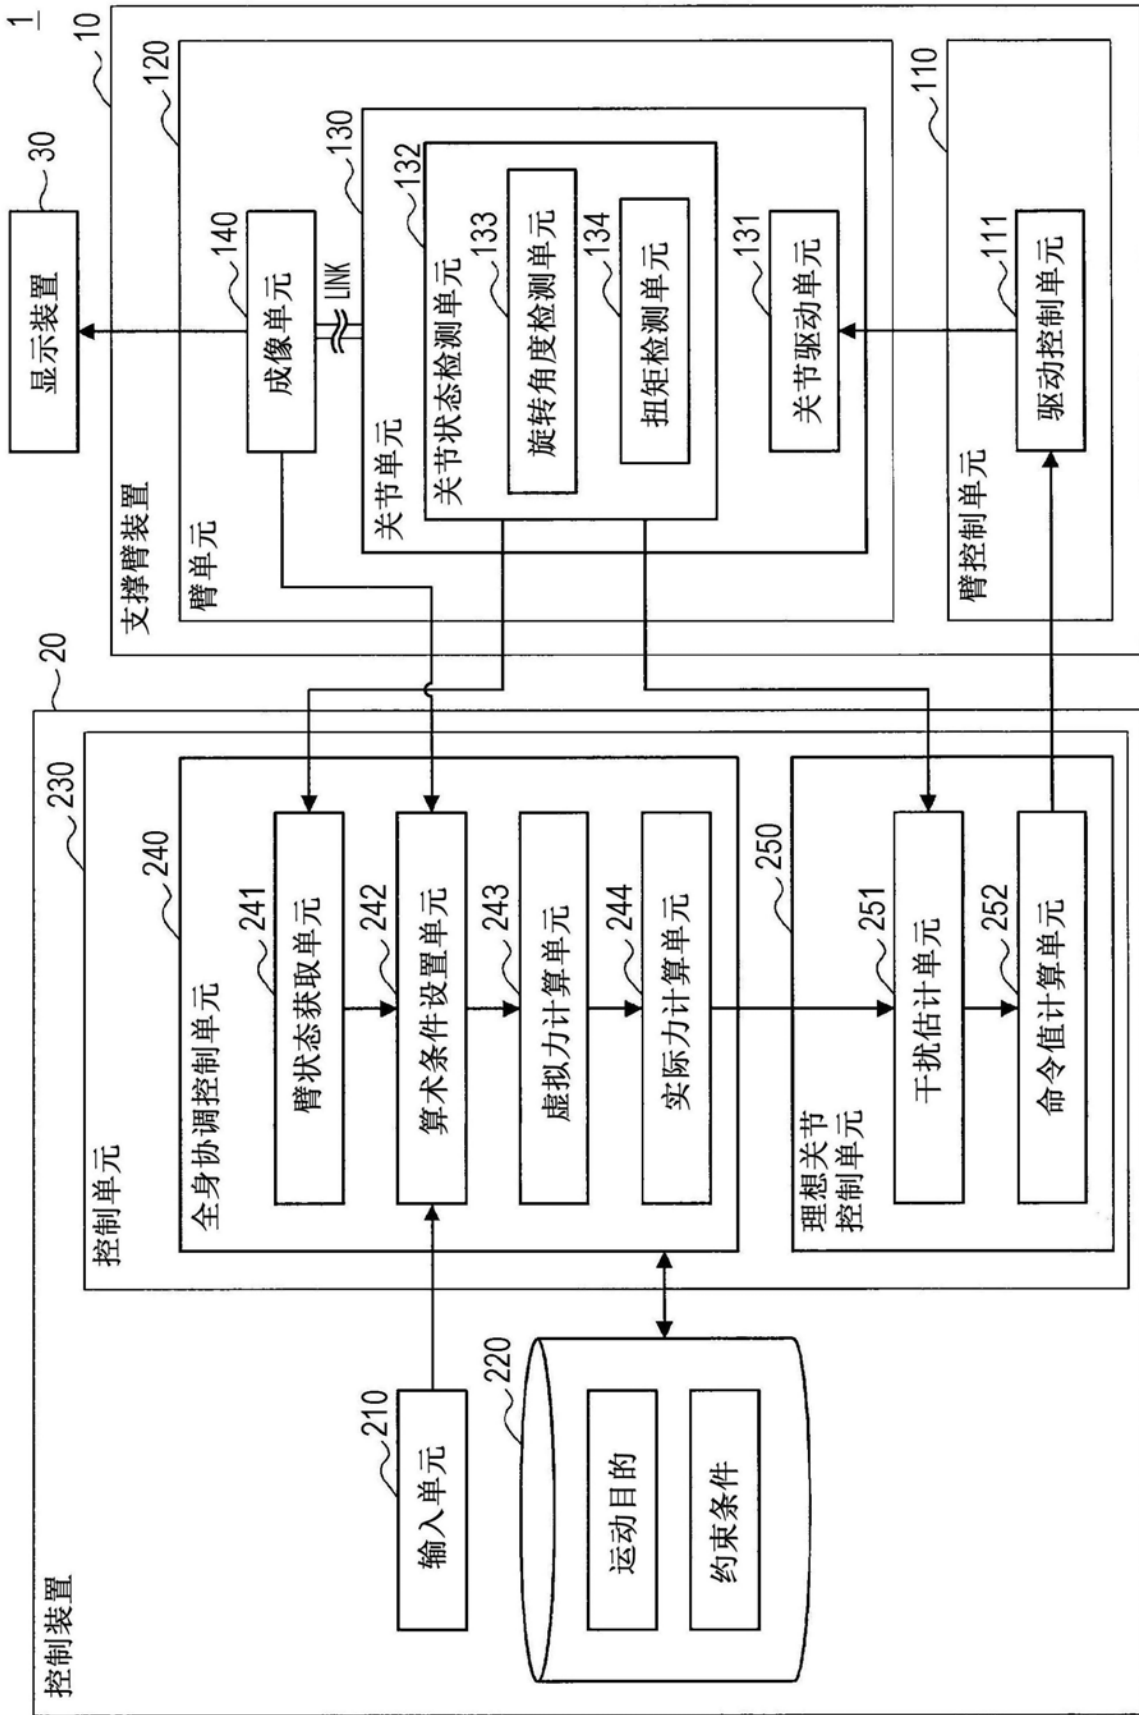 1
控制装置
20
控制单元
230
全身协调控制单元
240
臂状态获取单元
241
算术条件设置单元
242
虚拟力计算单元
243
实际力计算单元
244
理想关节
控制单元
250
干扰估计单元
251
命令值计算单元
252
输入单元
210
220
运动目的
约束条件
显示装置
30
支撑臂装置
10
臂单元
120
成像单元
140
LINK
关节单元
130
关节状态检测单元
132
旋转角度检测单元
133
扭矩检测单元
134
关节驱动单元
131
臂控制单元
110
驱动控制单元
111